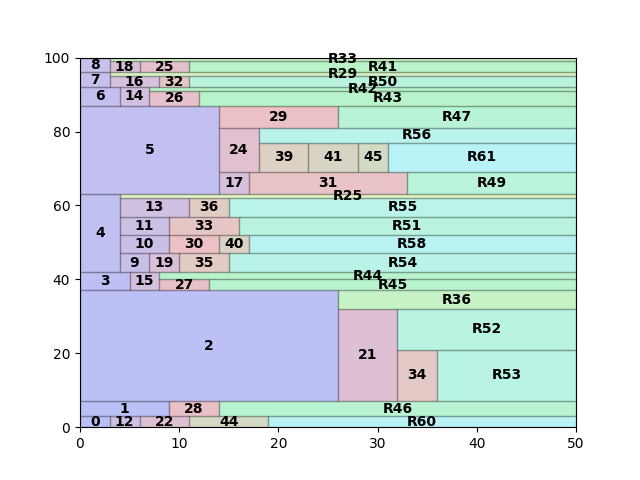 R33
100 8 18 25 R41
R29
7 16 32 R50
R42
6 14 26 R43
29 R47
80 R56
5 24 39 41 45 R61
17 31 R49
R25
60 13 36 R55
11 33 R51
4 10 30 40 R58
9 19 35 R54
R44
40 3 15 27 R45
R36
R52
2 21
20 34 R53
1 28 R46
0 0 12 22 44 R60
0 10 20 30 40 50